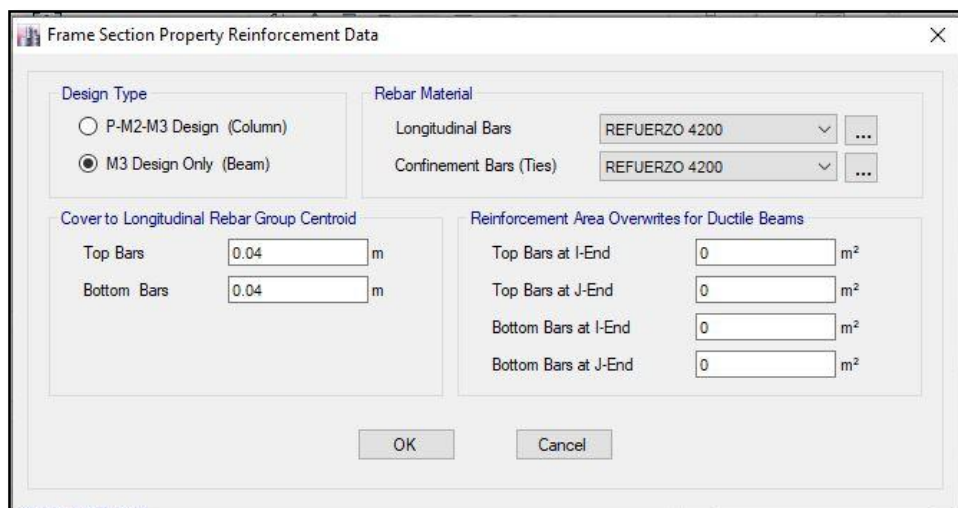 Frame Section Property Reinforcement Data
Design Type
P-M2-M3 Design (Column)
M3 Design Only (Beam)
Rebar Material
Longitudinal Bars REFUERZO 4200 ...
Confinement Bars (Ties) REFUERZO 4200 ...
Cover to Longitudinal Rebar Group Centroid
Top Bars 0.04 m
Bottom Bars 0.04 m
Reinforcement Area Overwrites for Ductile Beams
Top Bars at I-End 0 m²
Top Bars at J-End 0 m²
Bottom Bars at I-End 0 m²
Bottom Bars at J-End 0 m²
OK Cancel